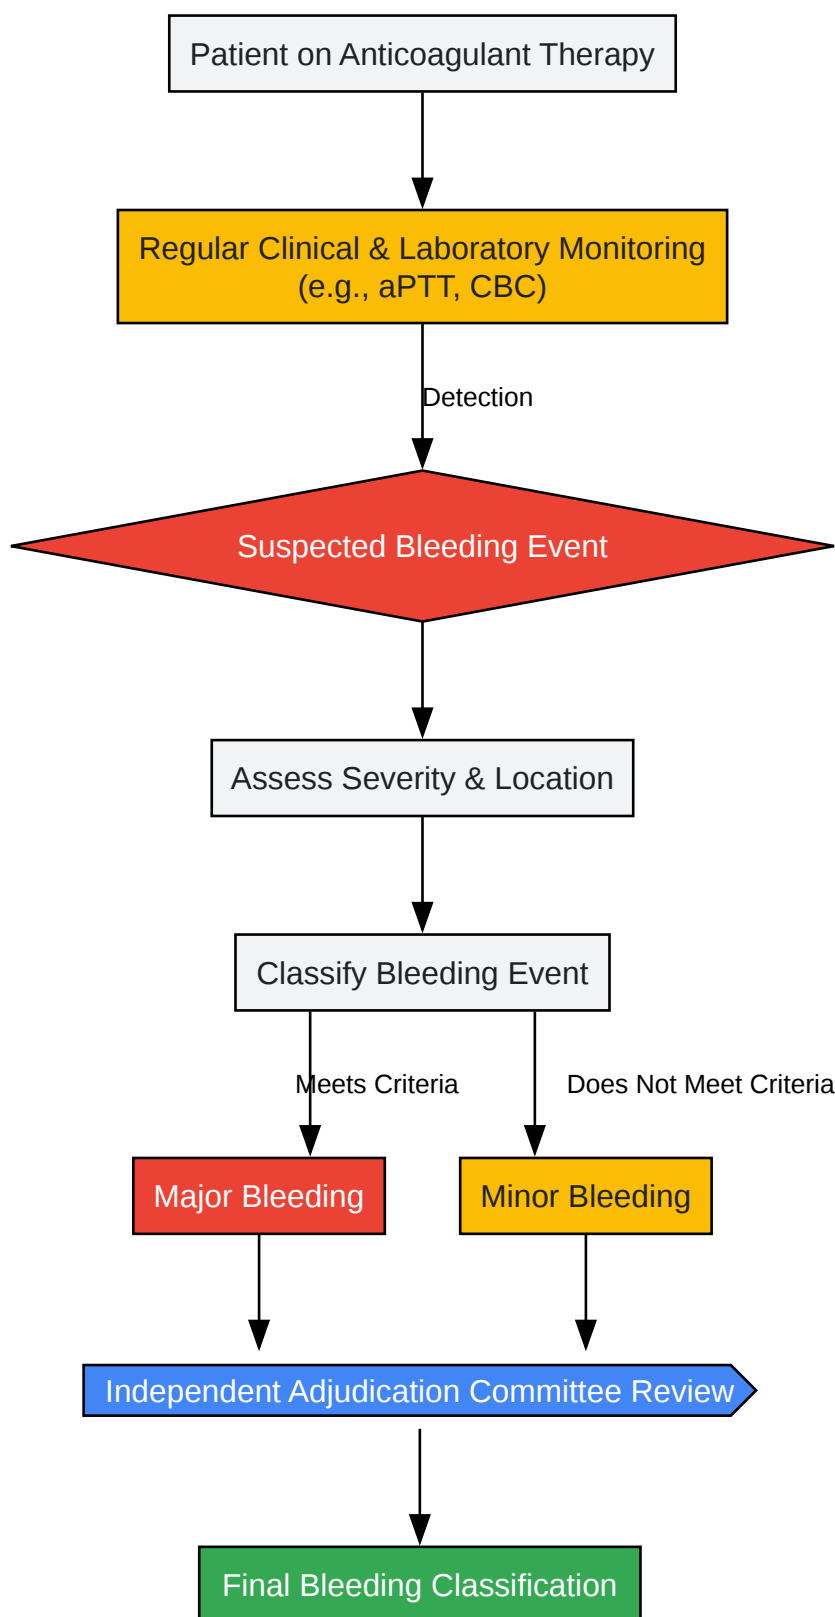 Patient on Anticoagulant Therapy
Regular Clinical & Laboratory Monitoring
(e.g., aPTT, CBC)
Detection
Suspected Bleeding Event
Assess Severity & Location
Classify Bleeding Event
Meets Criteria
Does Not Meet Criteria
Major Bleeding
Minor Bleeding
Independent Adjudication Committee Review
Final Bleeding Classification